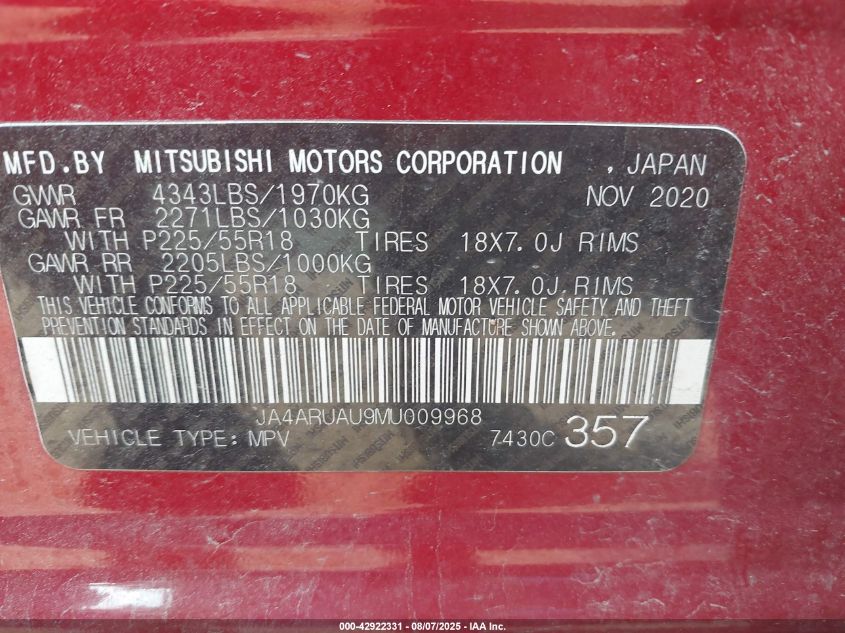 MFD.BY MITSUBISHI MOTORS CORPORATION , JAPAN
GVWR 4343LBS/1970KG NOV 2020
GAWR FR 2271LBS/1030KG
WITH P225/55R18 TIRES 18X7.0J RIMS
GAWR RR 2205LBS/1000KG
WITH P225/55R18 TIRES 18X7.0J RIMS
THIS VEHICLE CONFORMS TO ALL APPLICABLE FEDERAL MOTOR VEHICLE SAFETY AND THEFT
PREVENTION STANDARDS IN EFFECT ON THE DATE OF MANUFACTURE SHOWN ABOVE.
JA4ARUAU9MU009968
VEHICLE TYPE: MPV 7430C 357
000-42922331 - 08/07/2025 - IAA Inc.